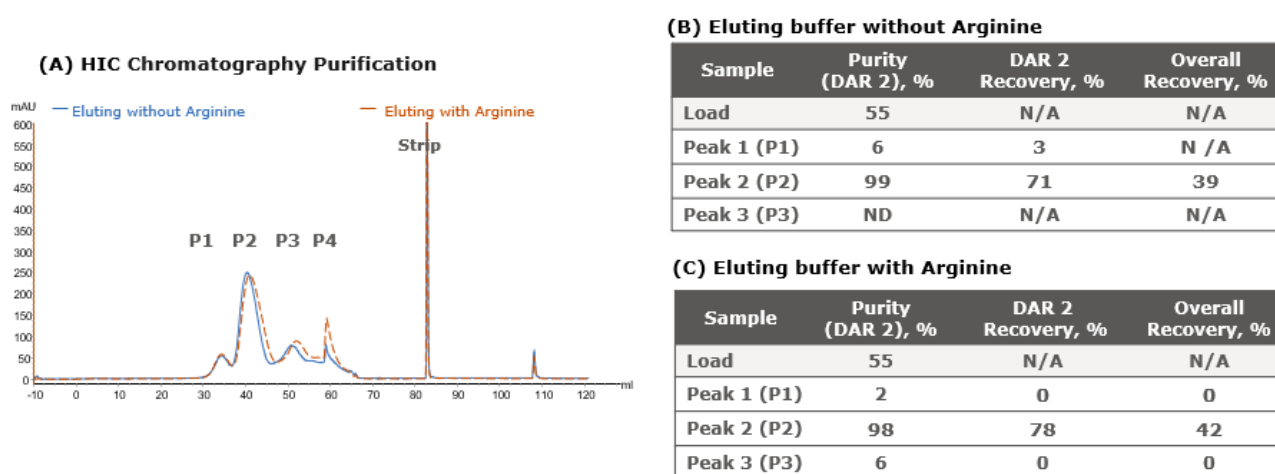 (A) HIC Chromatography Purification
mAU
Eluting without Arginine
Eluting with Arginine
600
550
500
450
400
350
300
250
200
150
100
50
0
Strip
P1 P2 P3 P4
-10 0 10 20 30 40 50 60 70 80 90 100 110 120 ml
(B) Eluting buffer without Arginine
Sample Purity (DAR 2), % DAR 2 Recovery, % Overall Recovery, %
Load 55 N/A N/A
Peak 1 (P1) 6 3 N /A
Peak 2 (P2) 99 71 39
Peak 3 (P3) ND N/A N/A
(C) Eluting buffer with Arginine
Sample Purity (DAR 2), % DAR 2 Recovery, % Overall Recovery, %
Load 55 N/A N/A
Peak 1 (P1) 2 0 0
Peak 2 (P2) 98 78 42
Peak 3 (P3) 6 0 0